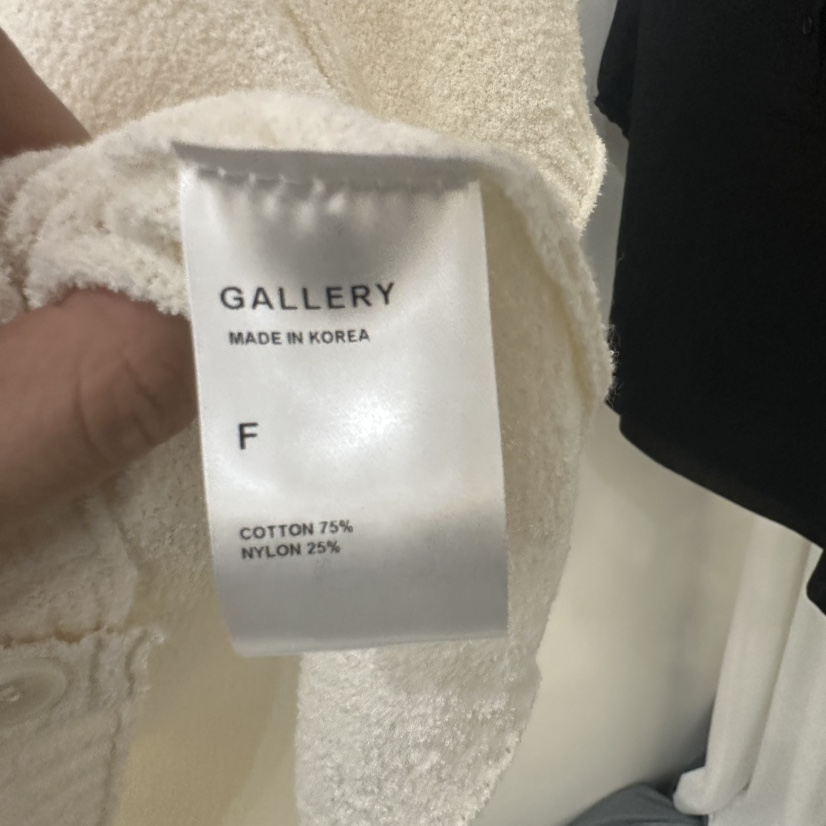 GALLERY
MADE IN KOREA
F
COTTON 75%
NYLON 25%